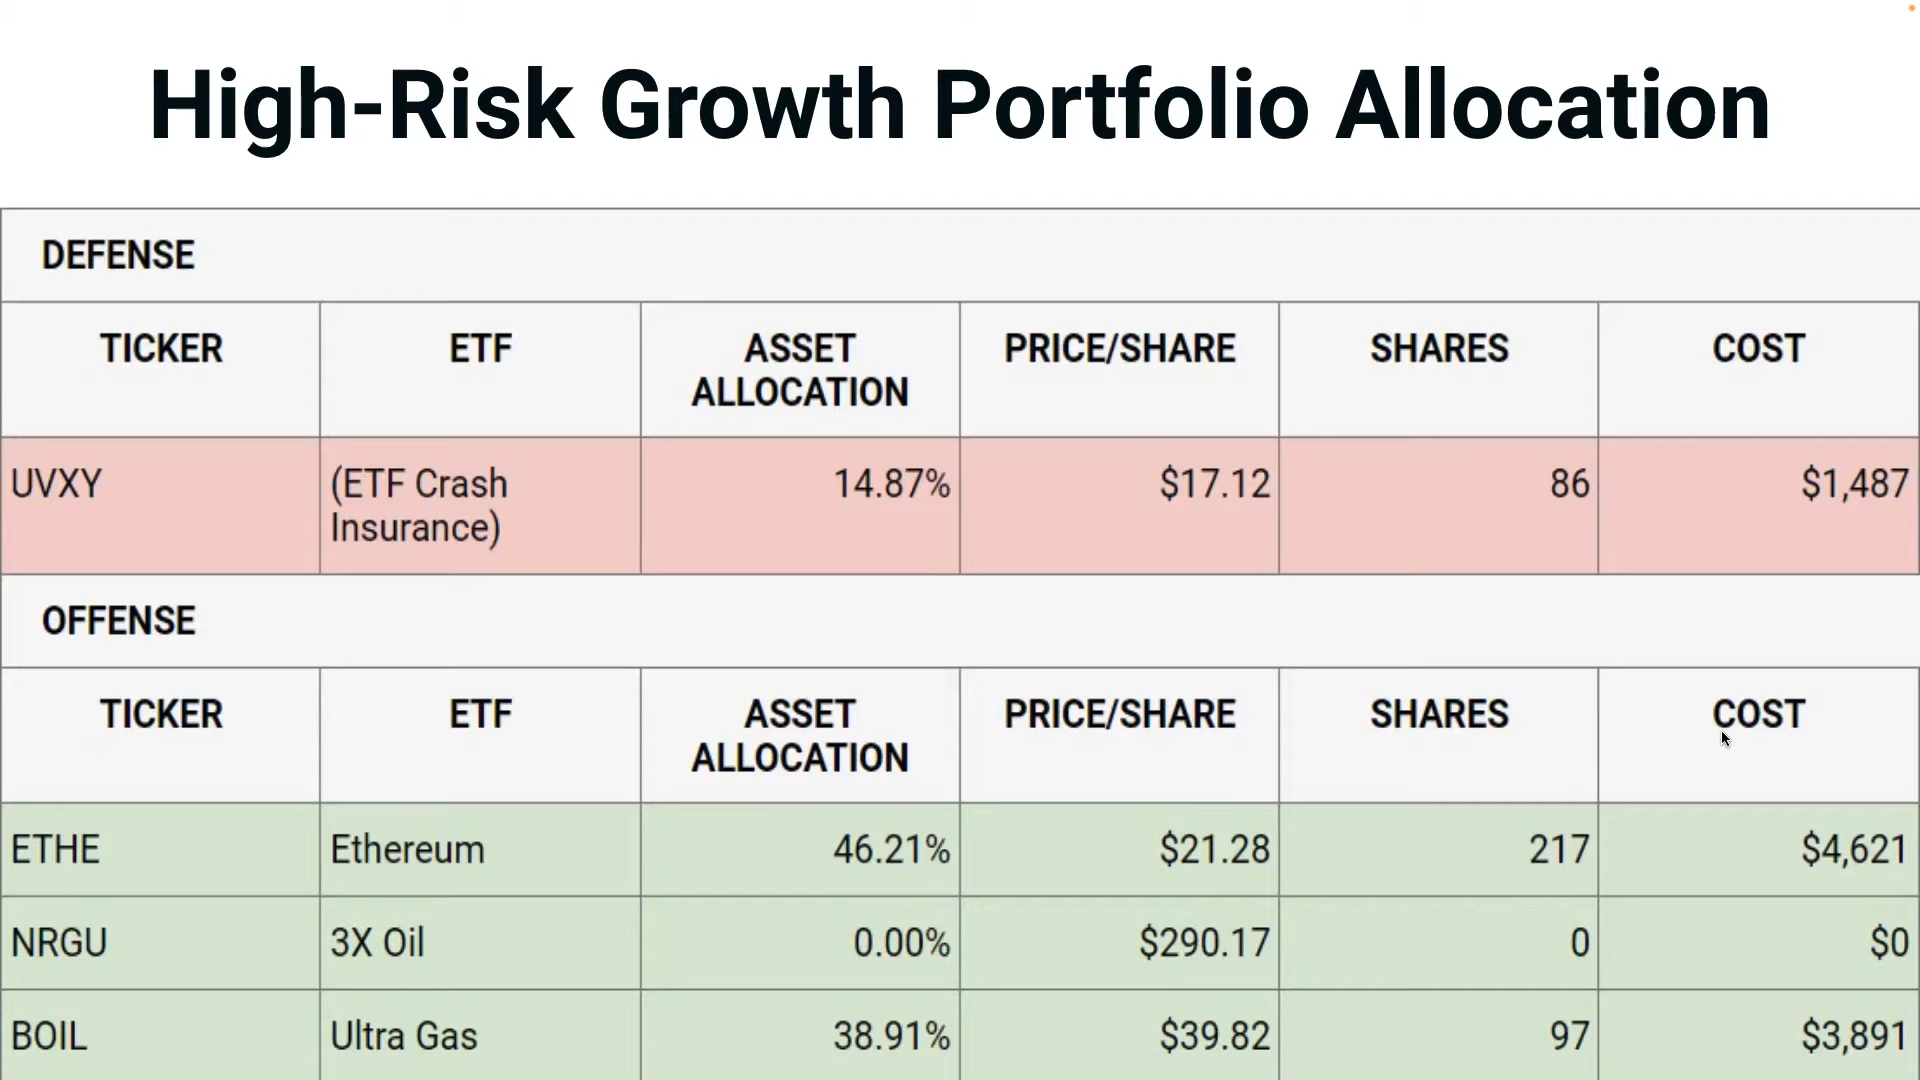 High-Risk Growth Portfolio Allocation
DEFENSE
TICKER ETF ASSET ALLOCATION PRICE/SHARE SHARES COST
UVXY (ETF Crash Insurance) 14.87% $17.12 86 $1,487
OFFENSE
TICKER ETF ASSET ALLOCATION PRICE/SHARE SHARES COST
ETHE Ethereum 46.21% $21.28 217 $4,621
NRGU 3X Oil 0.00% $290.17 0 $0
BOIL Ultra Gas 38.91% $39.82 97 $3,891